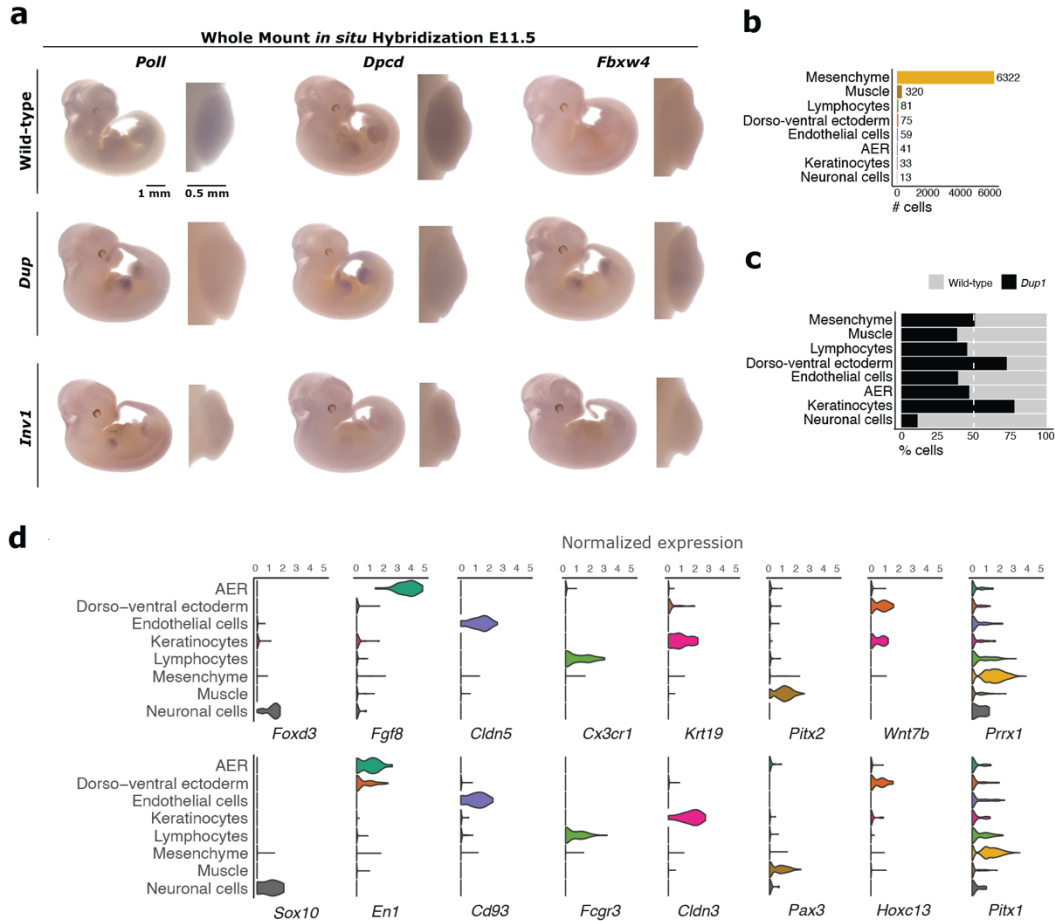 a
Whole Mount in situ Hybridization E11.5
Poll Dpcd Fbxw4
Wild-type
1 mm 0.5 mm
Dup
Inv1
b
Mesenchyme 6322
Muscle 320
Lymphocytes 81
Dorso-ventral ectoderm 75
Endothelial cells 59
AER 41
Keratinocytes 33
Neuronal cells 13
0 2000 4000 6000
# cells
c
Wild-type Dup1
Mesenchyme
Muscle
Lymphocytes
Dorso-ventral ectoderm
Endothelial cells
AER
Keratinocytes
Neuronal cells
0 25 50 75 100
% cells
d
Normalized expression
0 1 2 3 4 5 0 1 2 3 4 5 0 1 2 3 4 5 0 1 2 3 4 5 0 1 2 3 4 5 0 1 2 3 4 5 0 1 2 3 4 5 0 1 2 3 4 5
AER
Dorso-ventral ectoderm
Endothelial cells
Keratinocytes
Lymphocytes
Mesenchyme
Muscle
Neuronal cells
Foxd3 Fgf8 Cldn5 Cx3cr1 Krt19 Pitx2 Wnt7b Prrx1
AER
Dorso-ventral ectoderm
Endothelial cells
Keratinocytes
Lymphocytes
Mesenchyme
Muscle
Neuronal cells
Sox10 En1 Cd93 Fcgr3 Cldn3 Pax3 Hoxc13 Pitx1